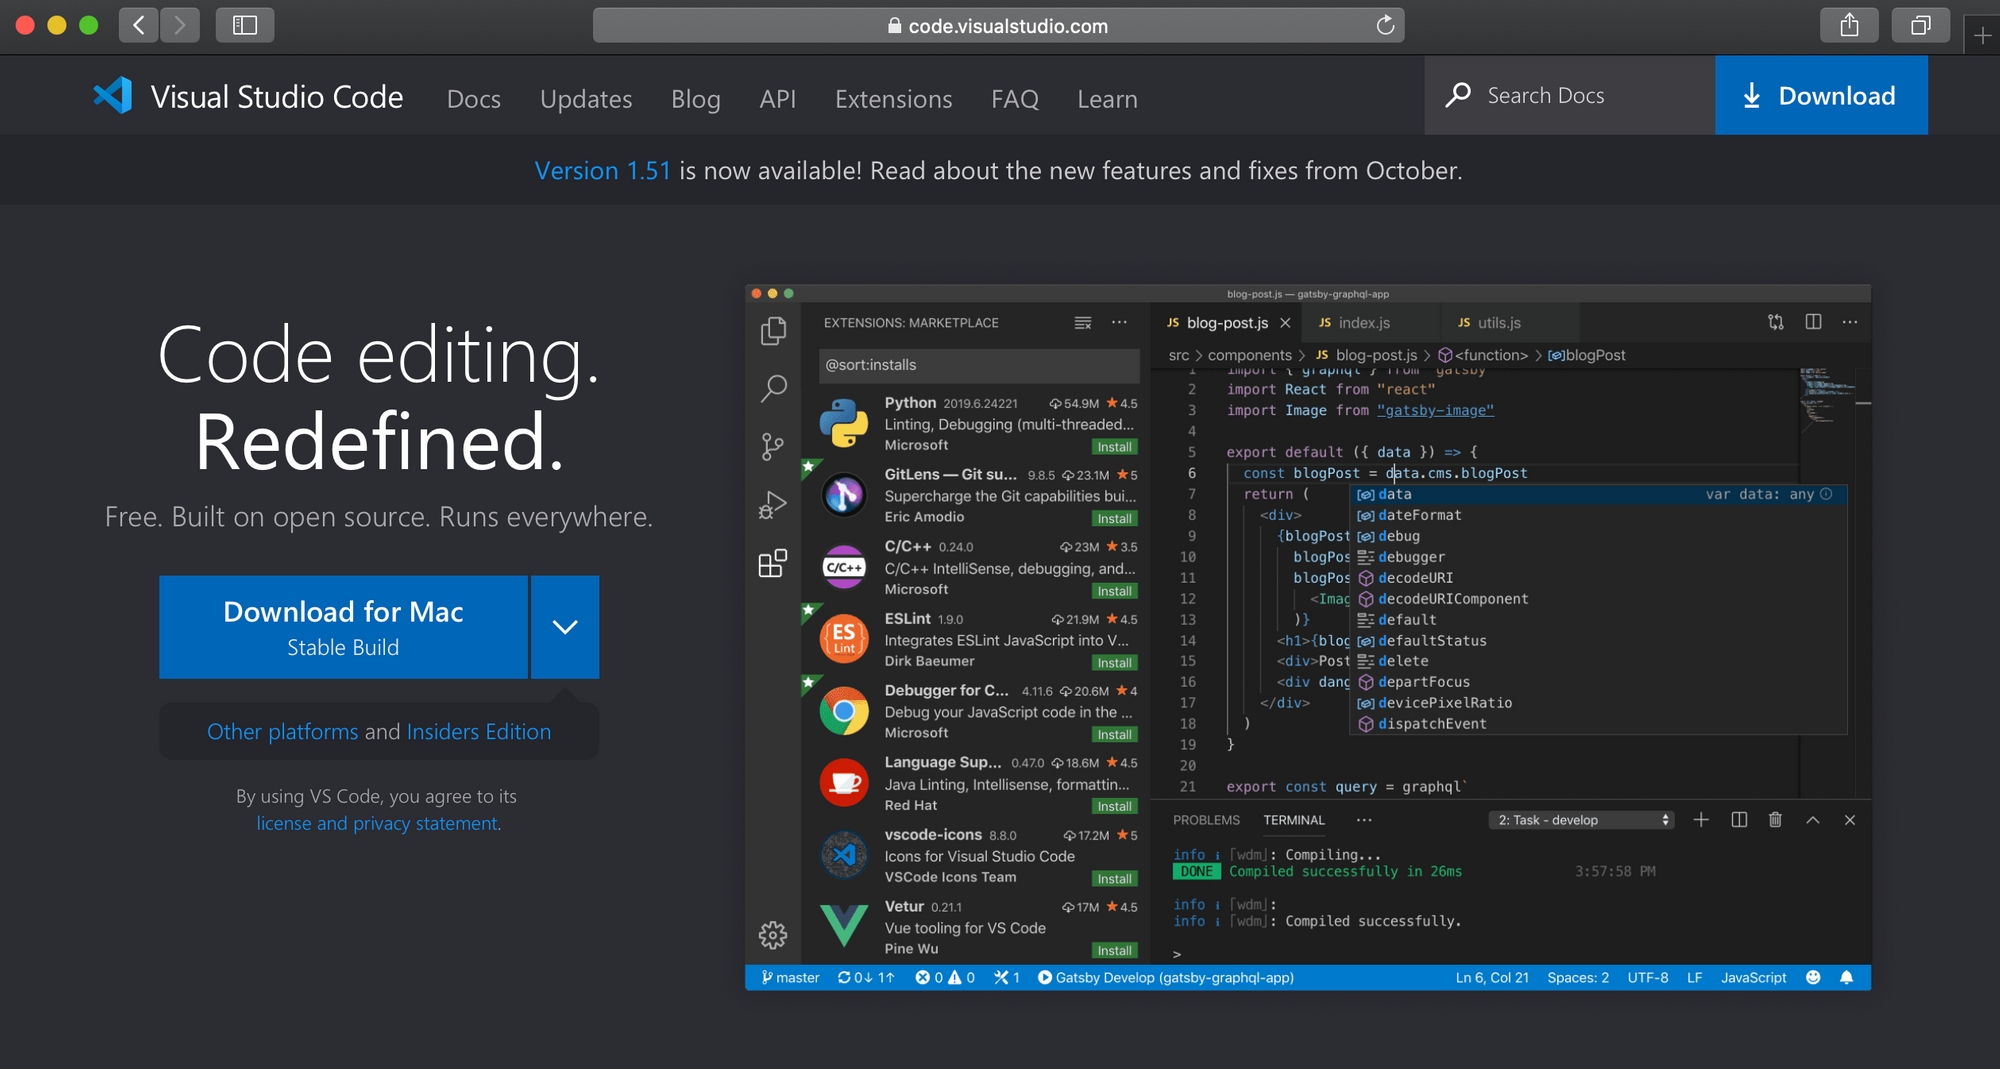 code.visualstudio.com
Visual Studio Code Docs Updates Blog API Extensions FAQ Learn Search Docs Download
Version 1.51 is now available! Read about the new features and fixes from October.
Code editing.
Redefined.
Free. Built on open source. Runs everywhere.
Download for Mac
Stable Build
Other platforms and Insiders Edition
By using VS Code, you agree to its
license and privacy statement.
blog-post.js — gatsby-graphql-app
EXTENSIONS: MARKETPLACE
@sort:installs
Python 2019.6.24221 54.9M 4.5
Linting, Debugging (multi-threaded...
Microsoft Install
GitLens — Git su... 9.8.5 23.1M 5
Supercharge the Git capabilities bui...
Eric Amodio Install
C/C++
C/C++ 0.24.0 23M 3.5
C/C++ IntelliSense, debugging, and...
Microsoft Install
ES
Lint
ESLint 1.9.0 21.9M 4.5
Integrates ESLint JavaScript into V...
Dirk Baeumer Install
Debugger for C... 4.11.6 20.6M 4
Debug your JavaScript code in the ...
Microsoft Install
Language Sup... 0.47.0 18.6M 4.5
Java Linting, Intellisense, formattin...
Red Hat Install
vscode-icons 8.8.0 17.2M 5
Icons for Visual Studio Code
VSCode Icons Team Install
Vetur 0.21.1 17M 4.5
Vue tooling for VS Code
Pine Wu Install
JS blog-post.js JS index.js JS utils.js
src > components > JS blog-post.js > <function> > blogPost
1 import { graphql } from "gatsby
2 import React from "react"
3 import Image from "gatsby-image"
4
5 export default ({ data }) => {
6 const blogPost = data.cms.blogPost
7 return (
8 <div>
9 {blogPost
10 blogPos
11 blogPos
12 <Imag
13 )}
14 <h1>{blog
15 <div>Post
16 <div dang
17 </div>
18 )
19 }
20
21 export const query = graphql`
data var data: any
dateFormat
debug
debugger
decodeURI
decodeURIComponent
default
defaultStatus
delete
departFocus
devicePixelRatio
dispatchEvent
PROBLEMS TERMINAL ... 2: Task - develop
info i ⌈wdm⌋: Compiling...
DONE Compiled successfully in 26ms 3:57:58 PM
info i ⌈wdm⌋:
info i ⌈wdm⌋: Compiled successfully.
>
master 0↓ 1↑ 0 0 1 Gatsby Develop (gatsby-graphql-app) Ln 6, Col 21 Spaces: 2 UTF-8 LF JavaScript